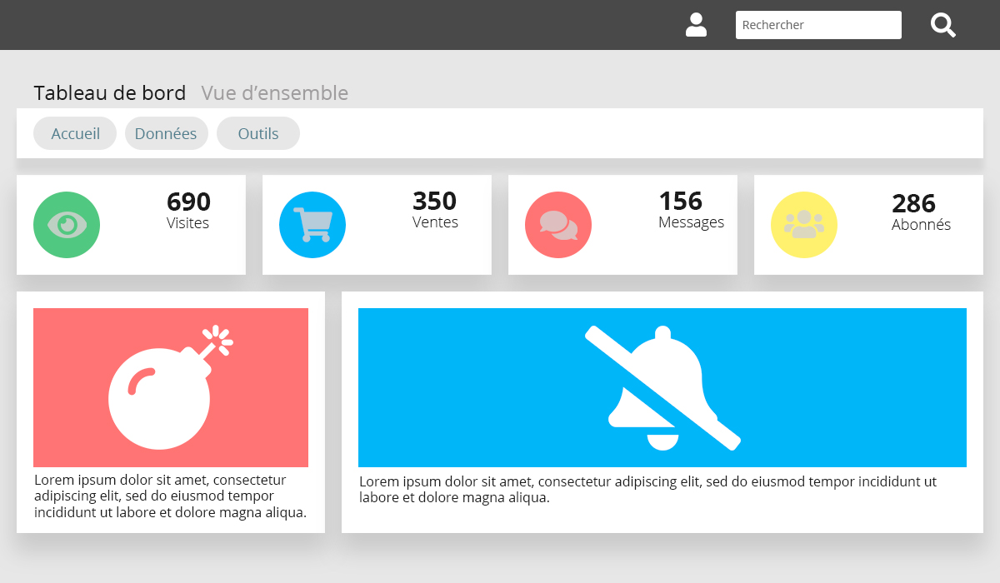 Rechercher
Tableau de bord Vue d’ensemble
Accueil Données Outils
690
Visites
350
Ventes
156
Messages
286
Abonnés
Lorem ipsum dolor sit amet, consectetur
adipiscing elit, sed do eiusmod tempor
incididunt ut labore et dolore magna aliqua.
Lorem ipsum dolor sit amet, consectetur adipiscing elit, sed do eiusmod tempor incididunt ut
labore et dolore magna aliqua.